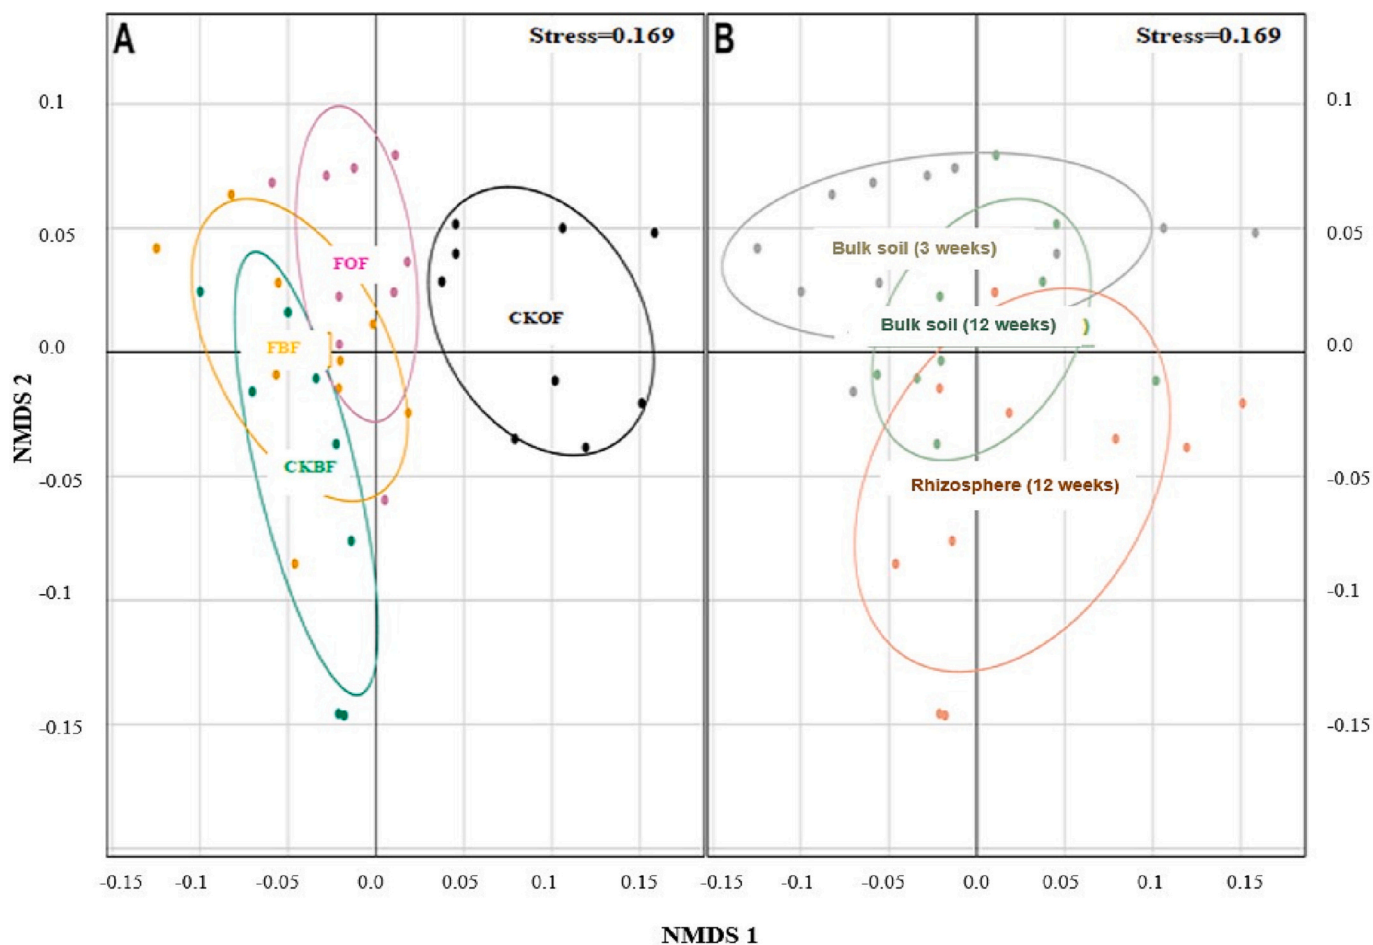 A
Stress=0.169
B
Stress=0.169
0.1
0.05
0.0
-0.05
-0.1
-0.15
NMDS 2
FOF
FBF
CKBF
CKOF
Bulk soil (3 weeks)
Bulk soil (12 weeks)
)
Rhizosphere (12 weeks)
0.1
0.05
0.0
-0.05
-0.1
-0.15
-0.15 -0.1 -0.05 0.0 0.05 0.1 0.15
-0.15 -0.1 -0.05 0.0 0.05 0.1 0.15
NMDS 1